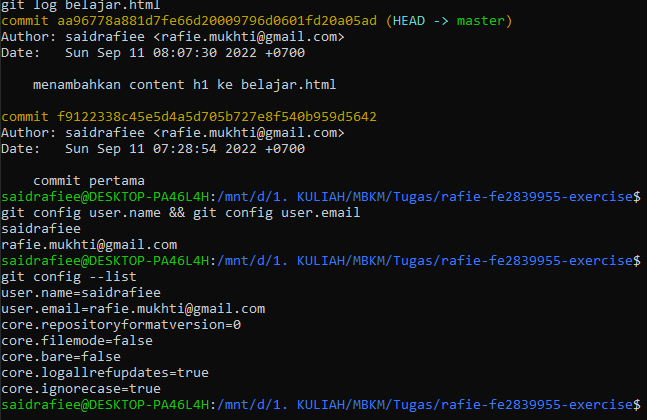 git log belajar.html
commit aa96778a881d7fe66d20009796d0601fd20a05ad (HEAD -> master)
Author: saidrafiee <rafie.mukhti@gmail.com>
Date:   Sun Sep 11 08:07:30 2022 +0700
    menambahkan content h1 ke belajar.html
commit f9122338c45e5d4a5d705b727e8f540b959d5642
Author: saidrafiee <rafie.mukhti@gmail.com>
Date:   Sun Sep 11 07:28:54 2022 +0700
    commit pertama
saidrafiee@DESKTOP-PA46L4H:/mnt/d/1. KULIAH/MBKM/Tugas/rafie-fe2839955-exercise$
git config user.name && git config user.email
saidrafiee
rafie.mukhti@gmail.com
saidrafiee@DESKTOP-PA46L4H:/mnt/d/1. KULIAH/MBKM/Tugas/rafie-fe2839955-exercise$
git config --list
user.name=saidrafiee
user.email=rafie.mukhti@gmail.com
core.repositoryformatversion=0
core.filemode=false
core.bare=false
core.logallrefupdates=true
core.ignorecase=true
saidrafiee@DESKTOP-PA46L4H:/mnt/d/1. KULIAH/MBKM/Tugas/rafie-fe2839955-exercise$